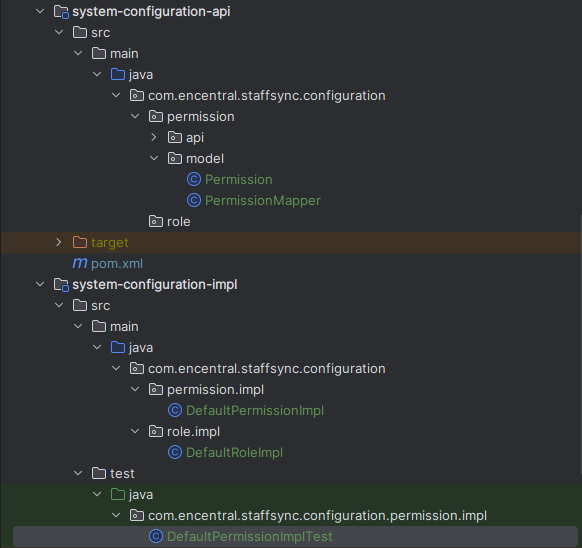 system-configuration-api
src
main
java
com.encentral.staffsync.configuration
permission
api
model
Permission
PermissionMapper
role
target
m pom.xml
system-configuration-impl
src
main
java
com.encentral.staffsync.configuration
permission.impl
DefaultPermissionImpl
role.impl
DefaultRoleImpl
test
java
com.encentral.staffsync.configuration.permission.impl
DefaultPermissionImplTest